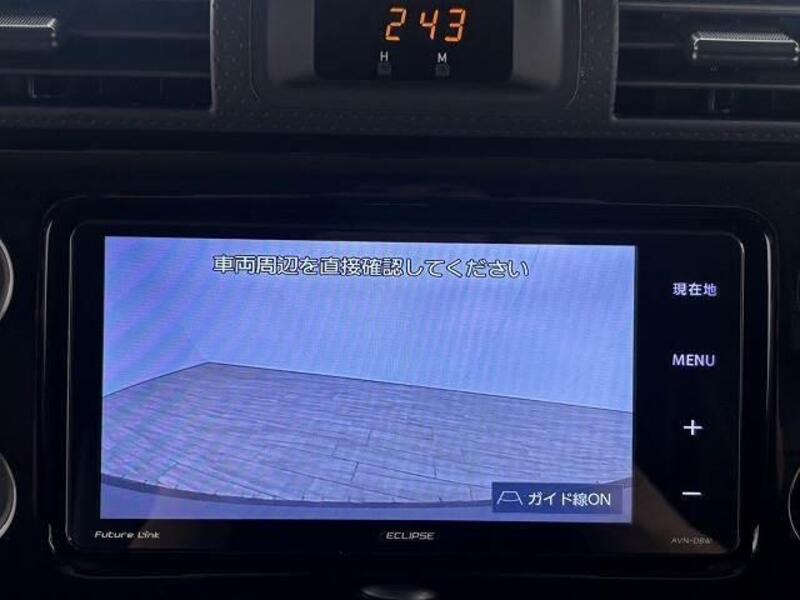 243
H M
車両周辺を直接確認してください
現在地
MENU
+
−
ガイド線ON
Future Link
ECLIPSE
AVN-D8W